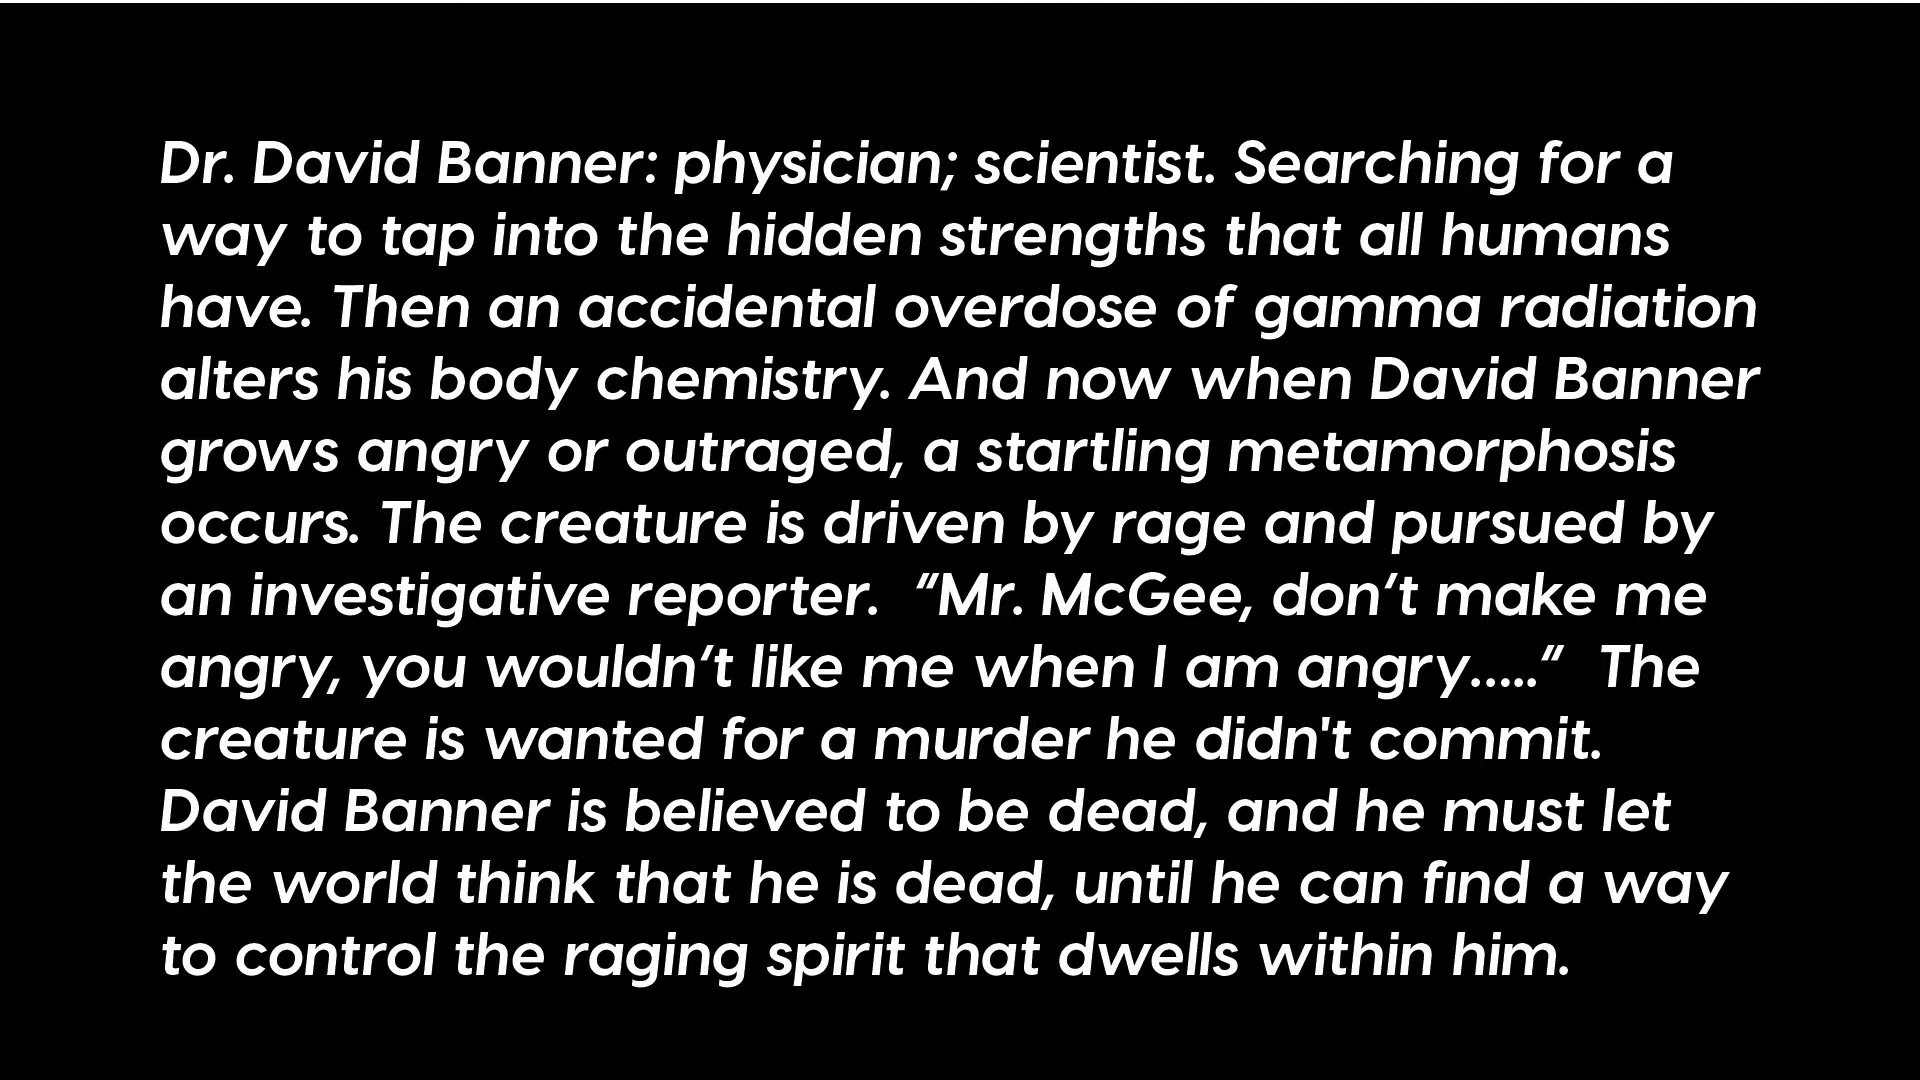 Dr. David Banner: physician; scientist. Searching for a
way to tap into the hidden strengths that all humans
have. Then an accidental overdose of gamma radiation
alters his body chemistry. And now when David Banner
grows angry or outraged, a startling metamorphosis
occurs. The creature is driven by rage and pursued by
an investigative reporter.  “Mr. McGee, don’t make me
angry, you wouldn’t like me when I am angry.....”  The
creature is wanted for a murder he didn't commit.
David Banner is believed to be dead, and he must let
the world think that he is dead, until he can find a way
to control the raging spirit that dwells within him.